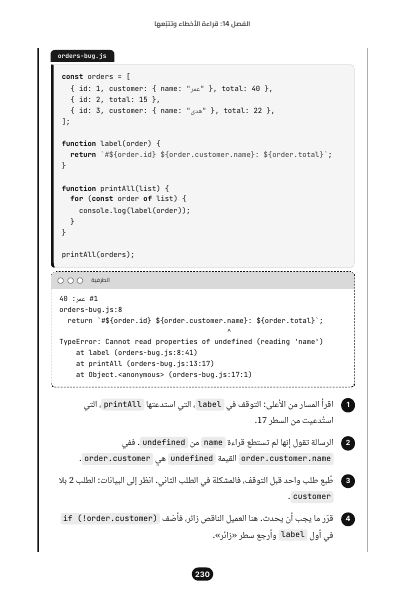 الفصل 14: قراءة الأخطاء وتتبّعها
orders-bug.js
const orders = [
{ id: 1, customer: { name: "عمر" }, total: 40 },
{ id: 2, total: 15 },
{ id: 3, customer: { name: "هدى" }, total: 22 },
];
function label(order) {
return `#${order.id} ${order.customer.name}: ${order.total}`;
}
function printAll(list) {
for (const order of list) {
console.log(label(order));
}
}
printAll(orders);
الطرفية
#1 عمر: 40
orders-bug.js:8
return `#${order.id} ${order.customer.name}: ${order.total}`;
^
TypeError: Cannot read properties of undefined (reading 'name')
at label (orders-bug.js:8:41)
at printAll (orders-bug.js:13:17)
at Object.<anonymous> (orders-bug.js:17:1)
1 اقرأ المسار من الأعلى: التوقف في label، التي استدعتها printAll، التي
استُدعيت من السطر 17.
2 الرسالة تقول إنها لم تستطع قراءة name من undefined. ففي
order.customer.name القيمة undefined هي order.customer.
3 طُبع طلب واحد قبل التوقف، فالمشكلة في الطلب الثاني. انظر إلى البيانات: الطلب 2 بلا
customer.
4 قرّر ما يجب أن يحدث. هنا العميل الناقص زائر، فأضف if (!order.customer)
في أول label وأرجع سطر «زائر».
230